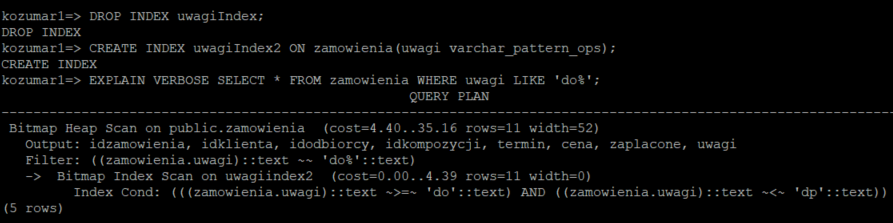 kozumar1=> DROP INDEX uwagiIndex;
DROP INDEX
kozumar1=> CREATE INDEX uwagiIndex2 ON zamowienia(uwagi varchar_pattern_ops);
CREATE INDEX
kozumar1=> EXPLAIN VERBOSE SELECT * FROM zamowienia WHERE uwagi LIKE 'do%';
QUERY PLAN
--------------------------------------------------------------------------------------------------------------
Bitmap Heap Scan on public.zamowienia (cost=4.40..35.16 rows=11 width=52)
Output: idzamowienia, idklienta, idodbiorcy, idkompozycji, termin, cena, zaplacone, uwagi
Filter: ((zamowienia.uwagi)::text ~~ 'do%'::text)
-> Bitmap Index Scan on uwagiindex2 (cost=0.00..4.39 rows=11 width=0)
Index Cond: (((zamowienia.uwagi)::text ~>=~ 'do'::text) AND ((zamowienia.uwagi)::text ~<~ 'dp'::text))
(5 rows)